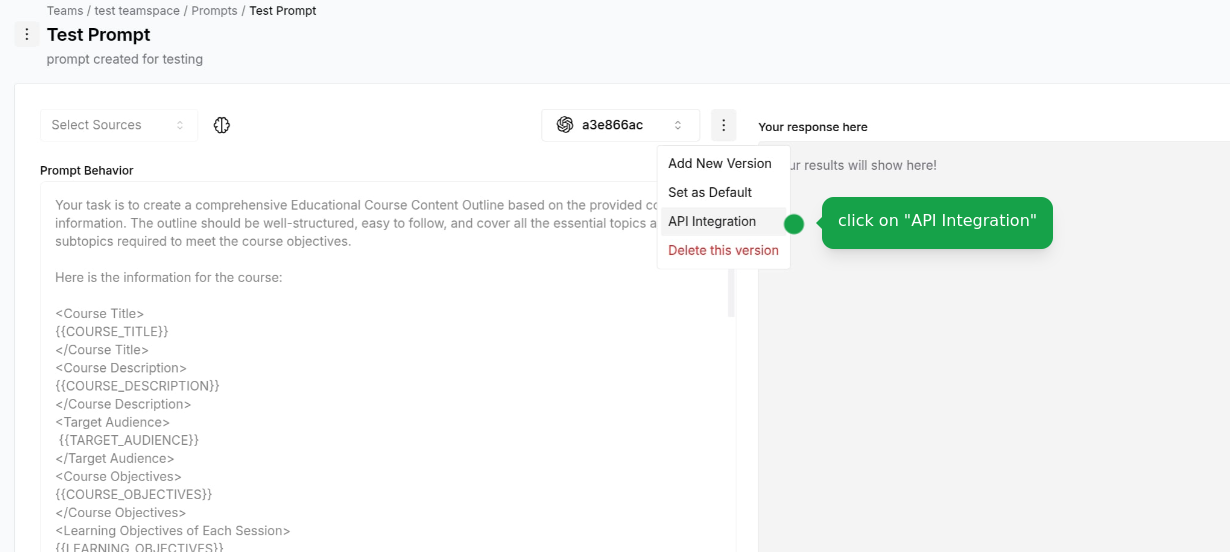 Teams / test teamspace / Prompts / Test Prompt
Test Prompt
prompt created for testing
Select Sources
a3e866ac
Your response here
Add New Version
Set as Default
API Integration
Delete this version
ur results will show here!
click on "API Integration"
Prompt Behavior
Your task is to create a comprehensive Educational Course Content Outline based on the provided co
information. The outline should be well-structured, easy to follow, and cover all the essential topics a
subtopics required to meet the course objectives.
Here is the information for the course:
<Course Title>
{{COURSE_TITLE}}
</Course Title>
<Course Description>
{{COURSE_DESCRIPTION}}
</Course Description>
<Target Audience>
{{TARGET_AUDIENCE}}
</Target Audience>
<Course Objectives>
{{COURSE_OBJECTIVES}}
</Course Objectives>
<Learning Objectives of Each Session>
{{LEARNING_OBJECTIVES}}